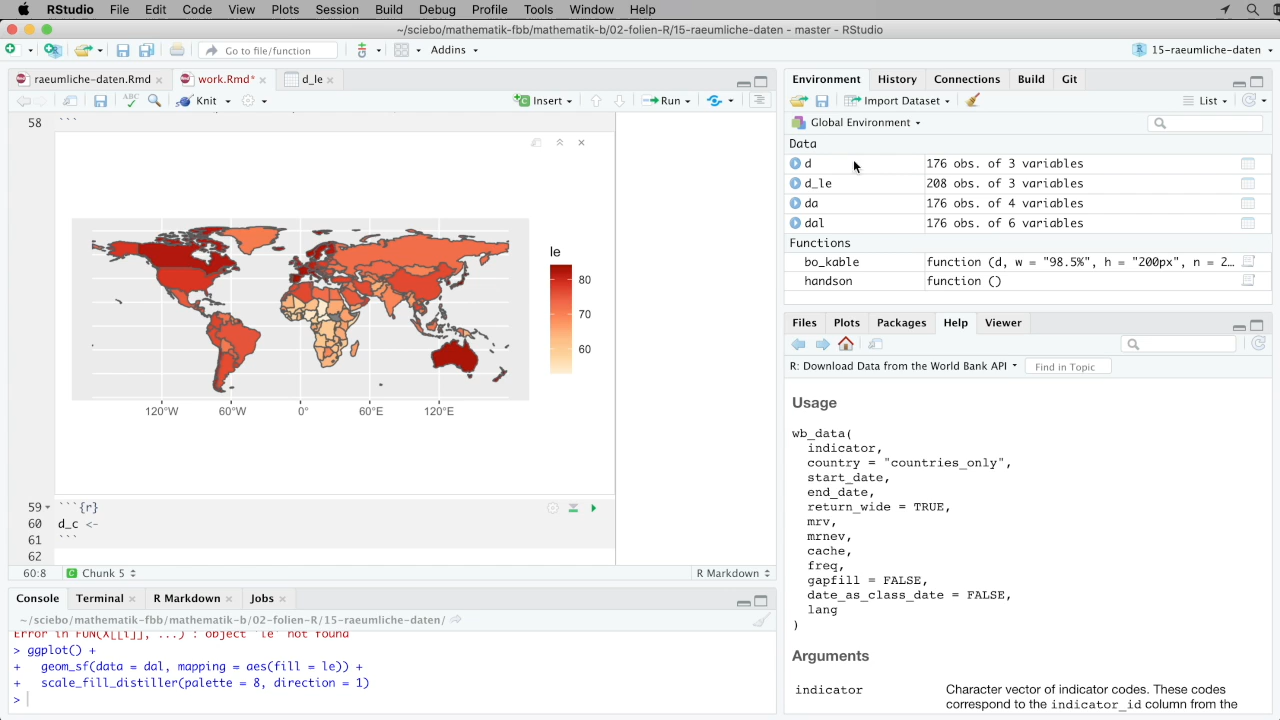 RStudio File Edit Code View Plots Session Build Debug Profile Tools Window Help
~/sciebo/mathematik-fbb/mathematik-b/02-folien-R/15-raeumliche-daten - master - RStudio
Go to file/function Addins 15-raeumliche-daten
raeumliche-daten.Rmd work.Rmd* d_le
ABC Knit Insert Run
58 ```
le
80
70
60
120°W 60°W 0° 60°E 120°E
59 ```{r}
60 d_c <-
61 ```
62
60:8 Chunk 5 R Markdown
Console Terminal R Markdown Jobs
~/sciebo/mathematik-fbb/mathematik-b/02-folien-R/15-raeumliche-daten/
Error in FUN(X[[i]], ...) : object 'le' not found
> ggplot() +
+ geom_sf(data = dal, mapping = aes(fill = le)) +
+ scale_fill_distiller(palette = 8, direction = 1)
>
Environment History Connections Build Git
Import Dataset List
Global Environment
Data
d 176 obs. of 3 variables
d_le 208 obs. of 3 variables
da 176 obs. of 4 variables
dal 176 obs. of 6 variables
Functions
bo_kable function (d, w = "98.5%", h = "200px", n = 2…
handson function ()
Files Plots Packages Help Viewer
R: Download Data from the World Bank API Find in Topic
Usage
wb_data(
indicator,
country = "countries_only",
start_date,
end_date,
return_wide = TRUE,
mrv,
mrnev,
cache,
freq,
gapfill = FALSE,
date_as_class_date = FALSE,
lang
)
Arguments
indicator Character vector of indicator codes. These codes
correspond to the indicator_id column from the